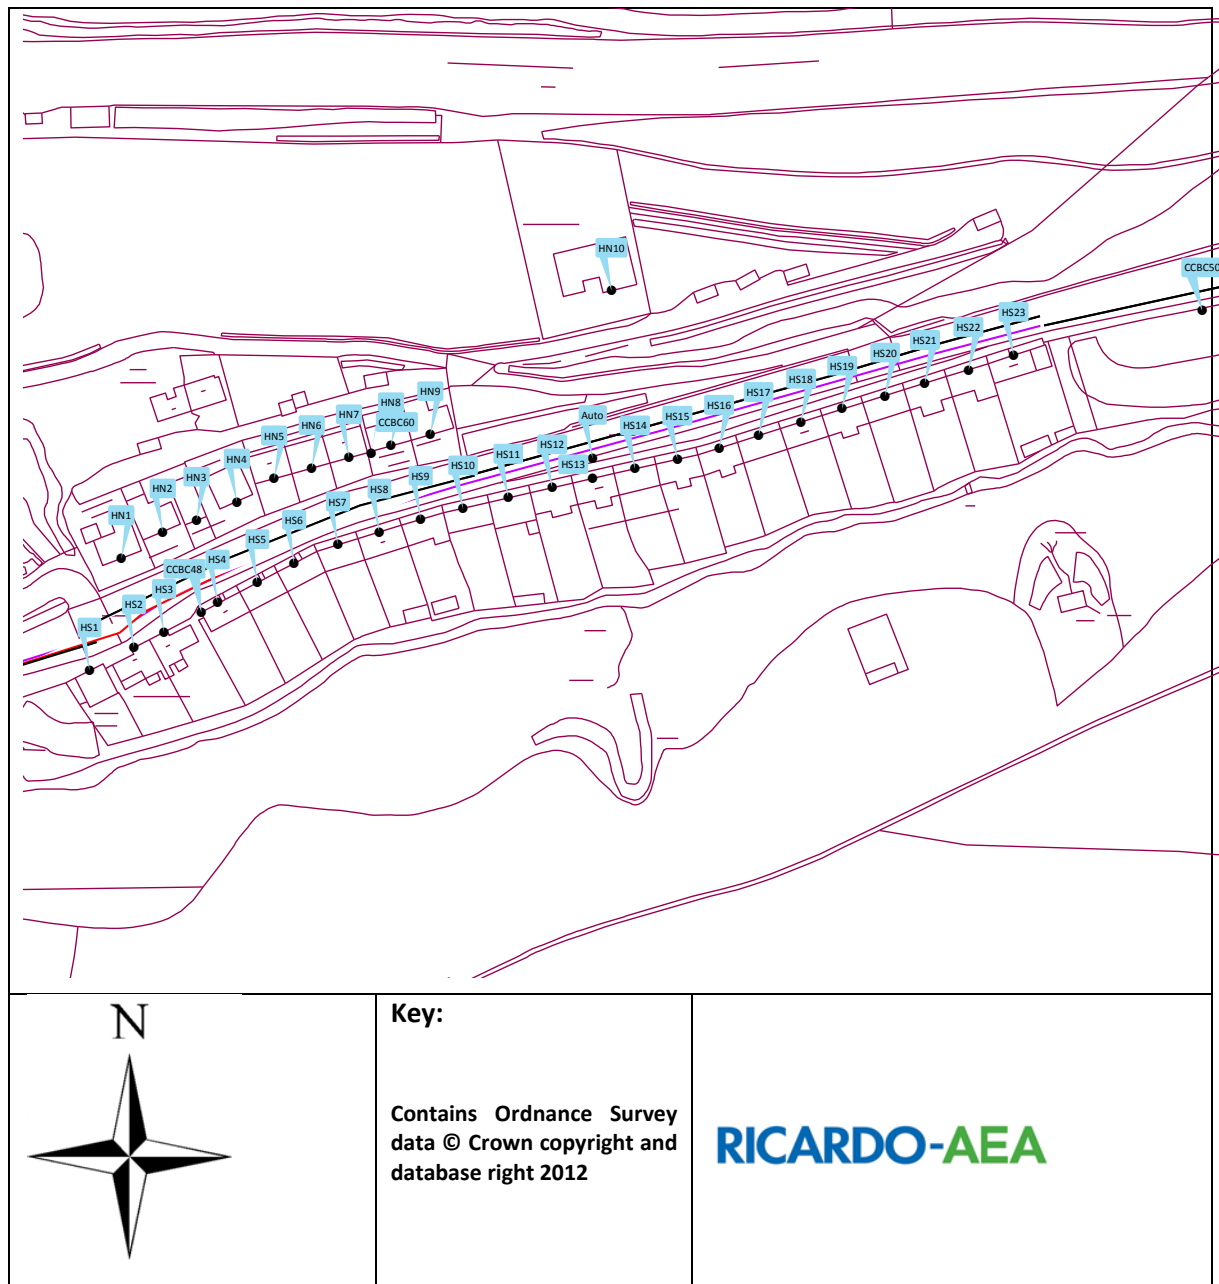 HN10
CCBC50
HS23
HS22
HS21
HS20
HS19
HS18
HS17
HS16
HS15
HS14
Auto
HS13
HS12
HS11
HS10
HS9
HS8
HS7
HS6
HS5
HS4
CCBC48
HS3
HS2
HS1
HN9
HN8
CCBC60
HN7
HN6
HN5
HN4
HN3
HN2
HN1
N
Key:
Contains Ordnance Survey
data © Crown copyright and
database right 2012
RICARDO-AEA